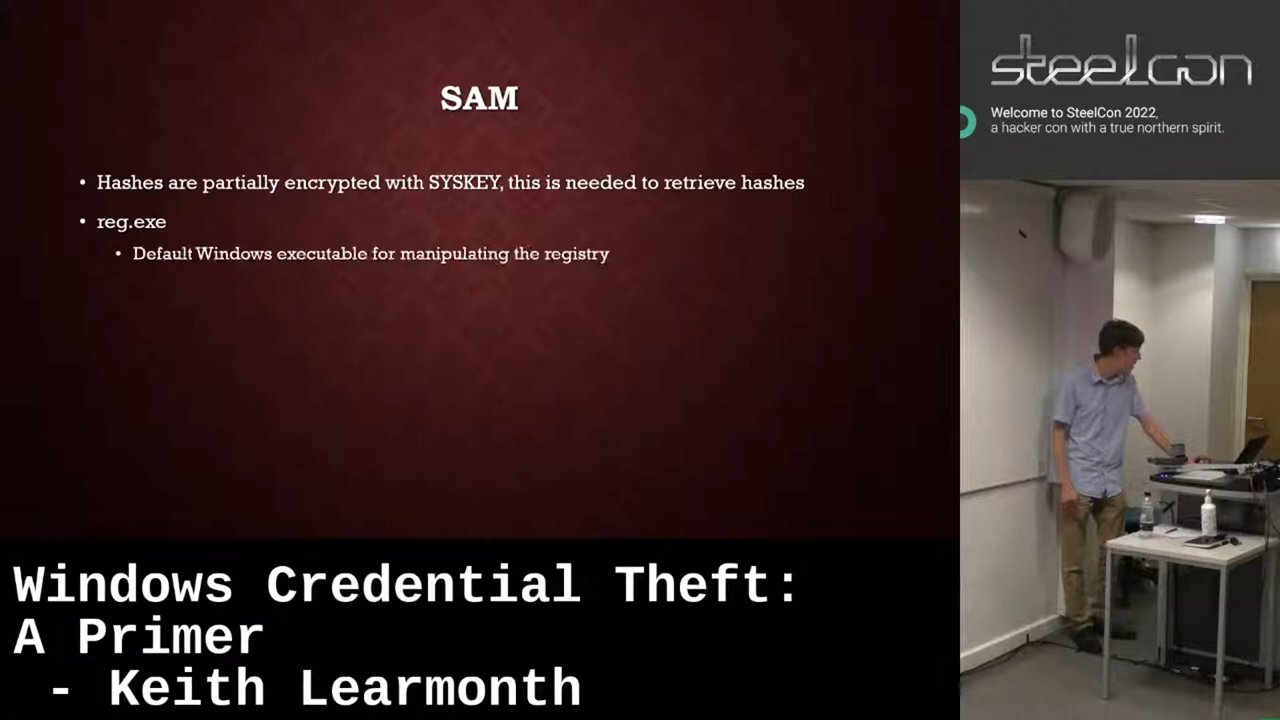 SAM
• Hashes are partially encrypted with SYSKEY, this is needed to retrieve hashes
• reg.exe
• Default Windows executable for manipulating the registry
Windows Credential Theft:
A Primer
- Keith Learmonth
steelcon
Welcome to SteelCon 2022,
a hacker con with a true northern spirit.